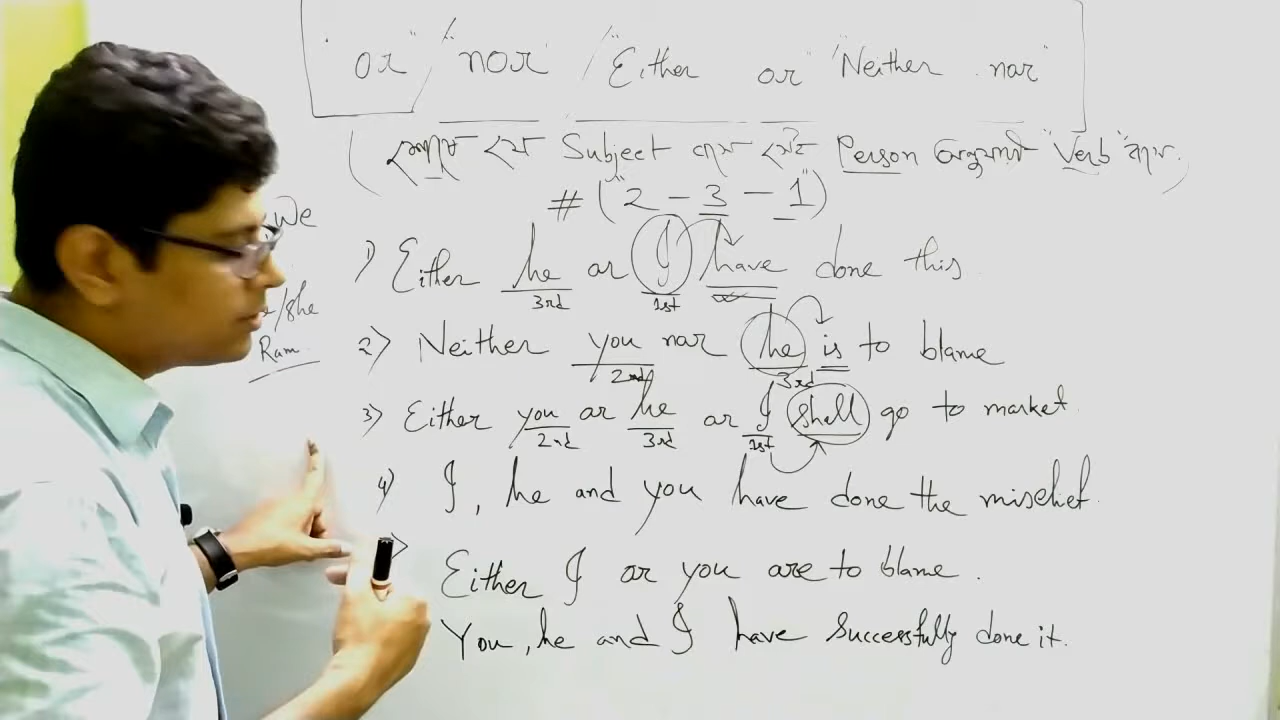 "or" / "nor" / "Either or" "Neither nor"
(শেষে যে Subject থাকে সেই Person অনুযায়ী "Verb" হবে.)
# ("2 - 3 - 1")
We
/she
Ram
1) Either he or I have done this
3rd 1st
2) Neither you nor he is to blame
2nd 3rd
3) Either you or he or I shall go to market.
2nd 3rd 1st
4) I, he and you have done the mischief.
Either I or you are to blame.
You, he and I have successfully done it.